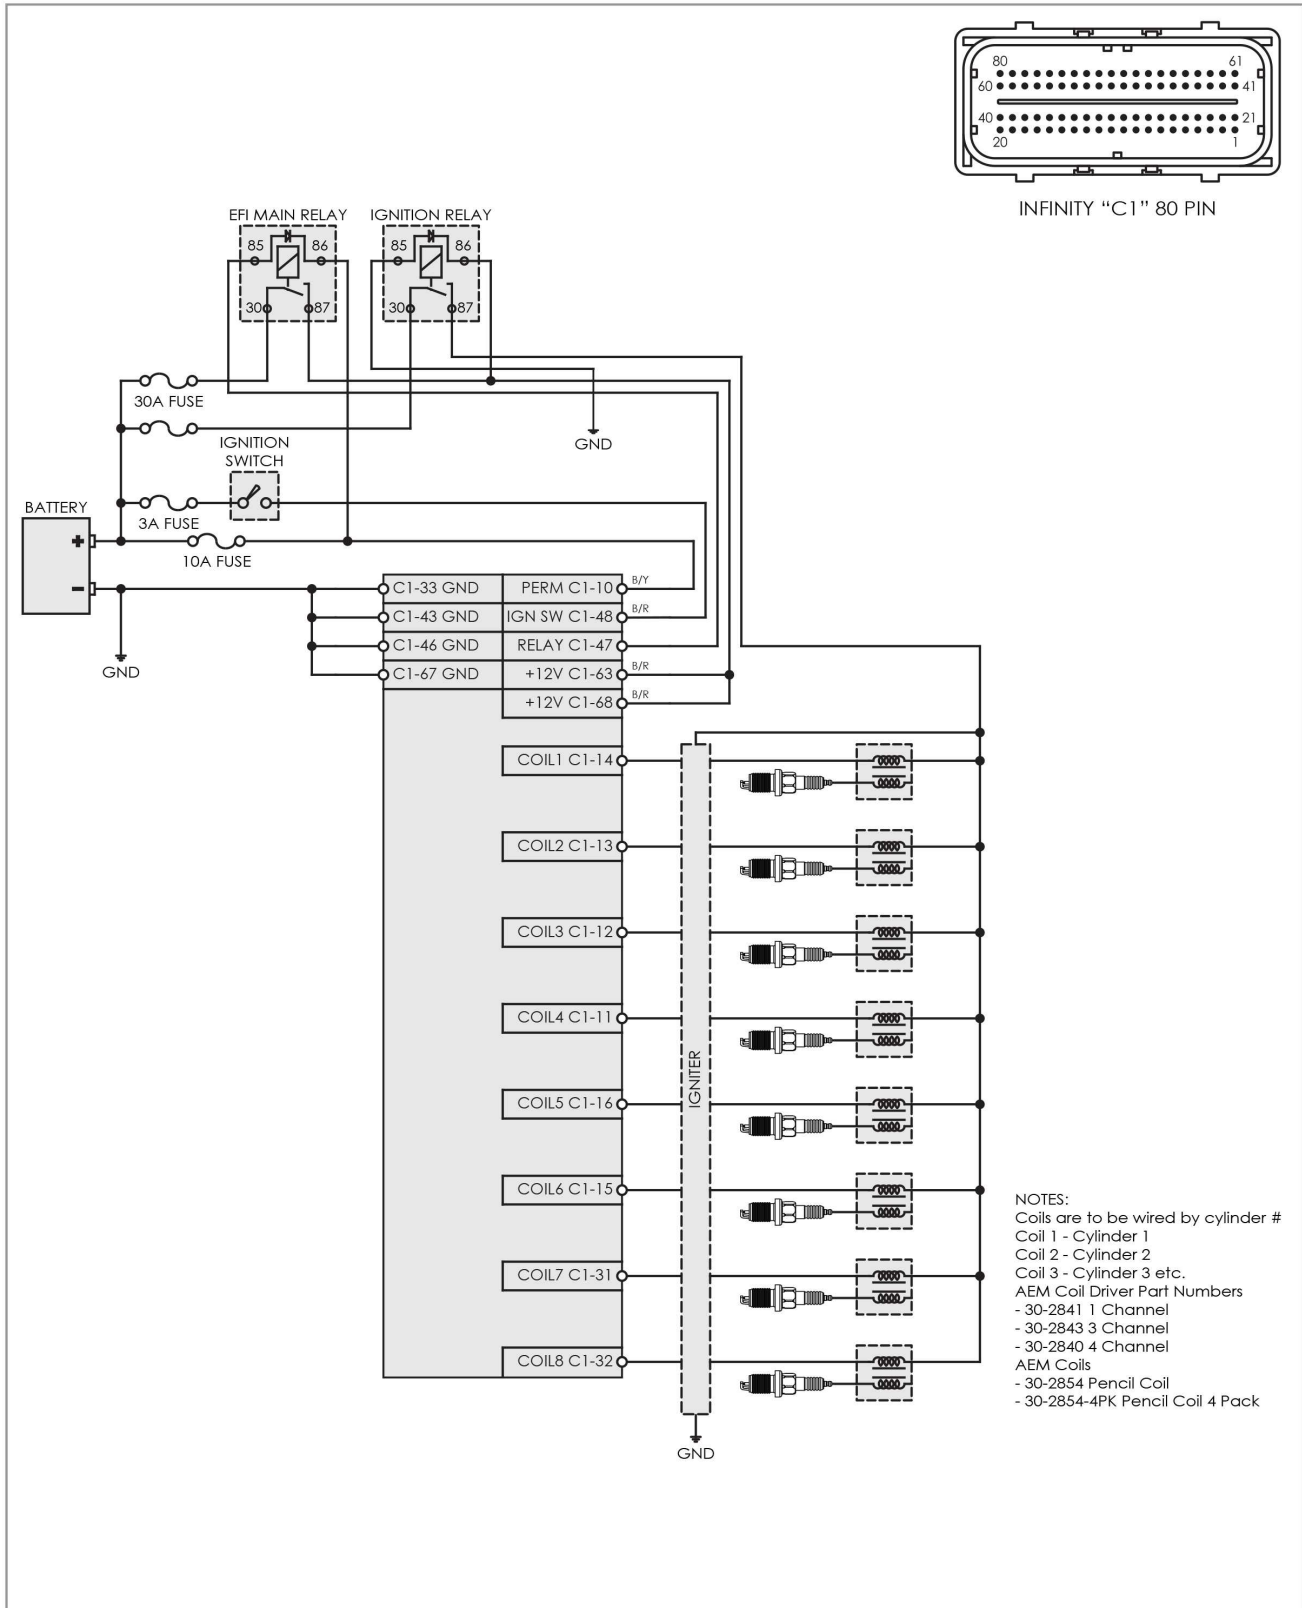 80 61
60 41
40 21
20 1
INFINITY “C1” 80 PIN
EFI MAIN RELAY
85 86
30 87
IGNITION RELAY
85 86
30 87
30A FUSE
GND
IGNITION
SWITCH
3A FUSE
BATTERY
+
-
10A FUSE
GND
C1-33 GND
C1-43 GND
C1-46 GND
C1-67 GND
PERM C1-10
B/Y
IGN SW C1-48
B/R
RELAY C1-47
+12V C1-63
B/R
+12V C1-68
B/R
COIL1 C1-14
COIL2 C1-13
COIL3 C1-12
COIL4 C1-11
COIL5 C1-16
COIL6 C1-15
COIL7 C1-31
COIL8 C1-32
IGNITER
GND
NOTES:
Coils are to be wired by cylinder #
Coil 1 - Cylinder 1
Coil 2 - Cylinder 2
Coil 3 - Cylinder 3 etc.
AEM Coil Driver Part Numbers
- 30-2841 1 Channel
- 30-2843 3 Channel
- 30-2840 4 Channel
AEM Coils
- 30-2854 Pencil Coil
- 30-2854-4PK Pencil Coil 4 Pack